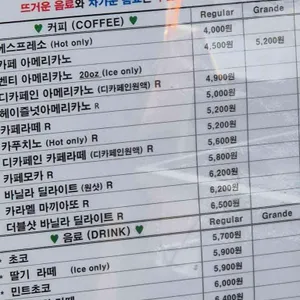 뜨거운 음료와 차가운 음료
♥ 커피 (COFFEE) ♥ Regular Grande
에스프레소 (Hot only) 4,000원
카페 아메리카노 4,500원 5,200원
벤티 아메리카노 20oz (Ice only)
디카페인 아메리카노 (디카페인원액) R 4,900원
헤이즐넛아메리카노 R 5,000원
카페라떼 R 5,200원
카푸치노 (Hot only) R 5,200원
디카페인 카페라떼 (디카페인원액) R 5,600원
카페모카 R 5,800원
바닐라 딜라이트 (원샷) R 6,200원
카라멜 마끼아또 R 6,200원
더블샷 바닐라 딜라이트 R 6,500원
♥ 음료 (DRINK) ♥ Regular Grande
초코 5,700원
딸기 라떼 (Ice only) 5,900원
민트초코 5,900원
6,000원
6,400원